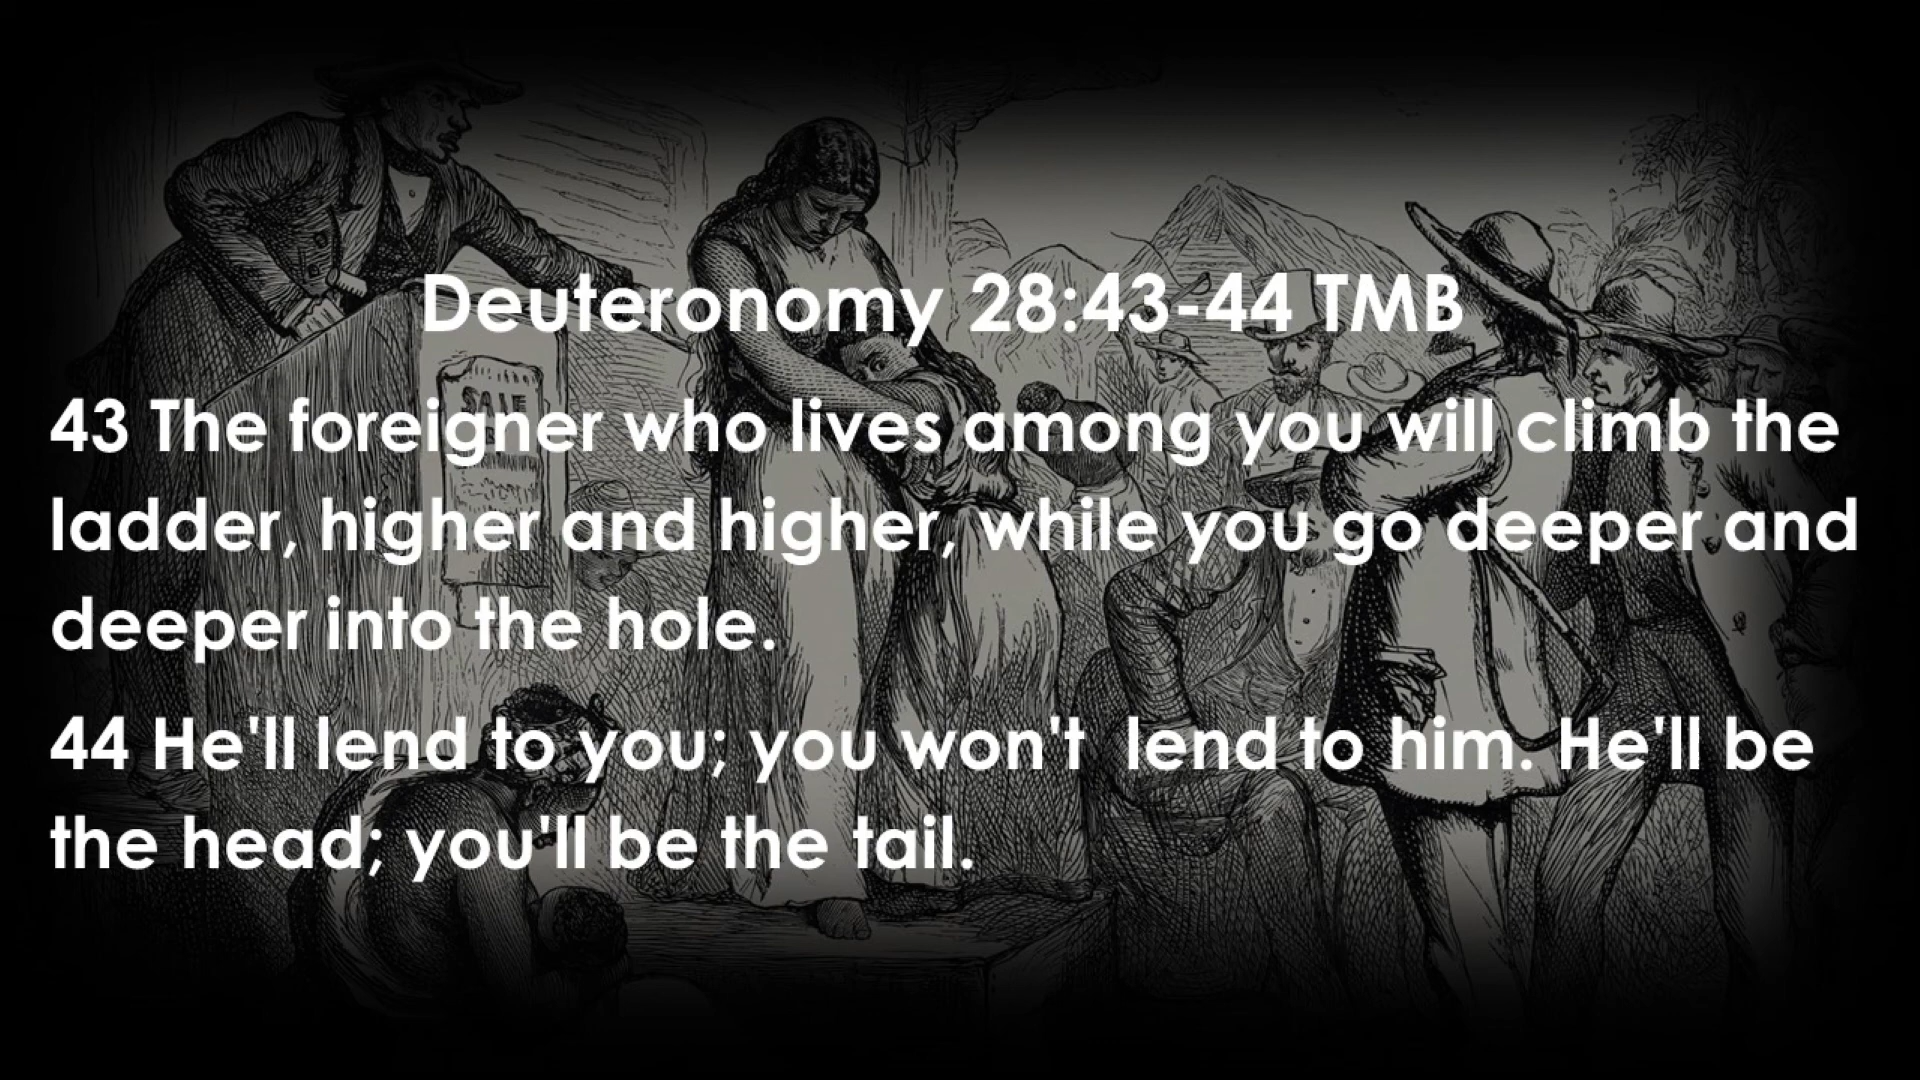 Deuteronomy 28:43-44 TMB
43 The foreigner who lives among you will climb the
ladder, higher and higher, while you go deeper and
deeper into the hole.
44 He'll lend to you; you won't  lend to him. He'll be
the head; you'll be the tail.
SALE